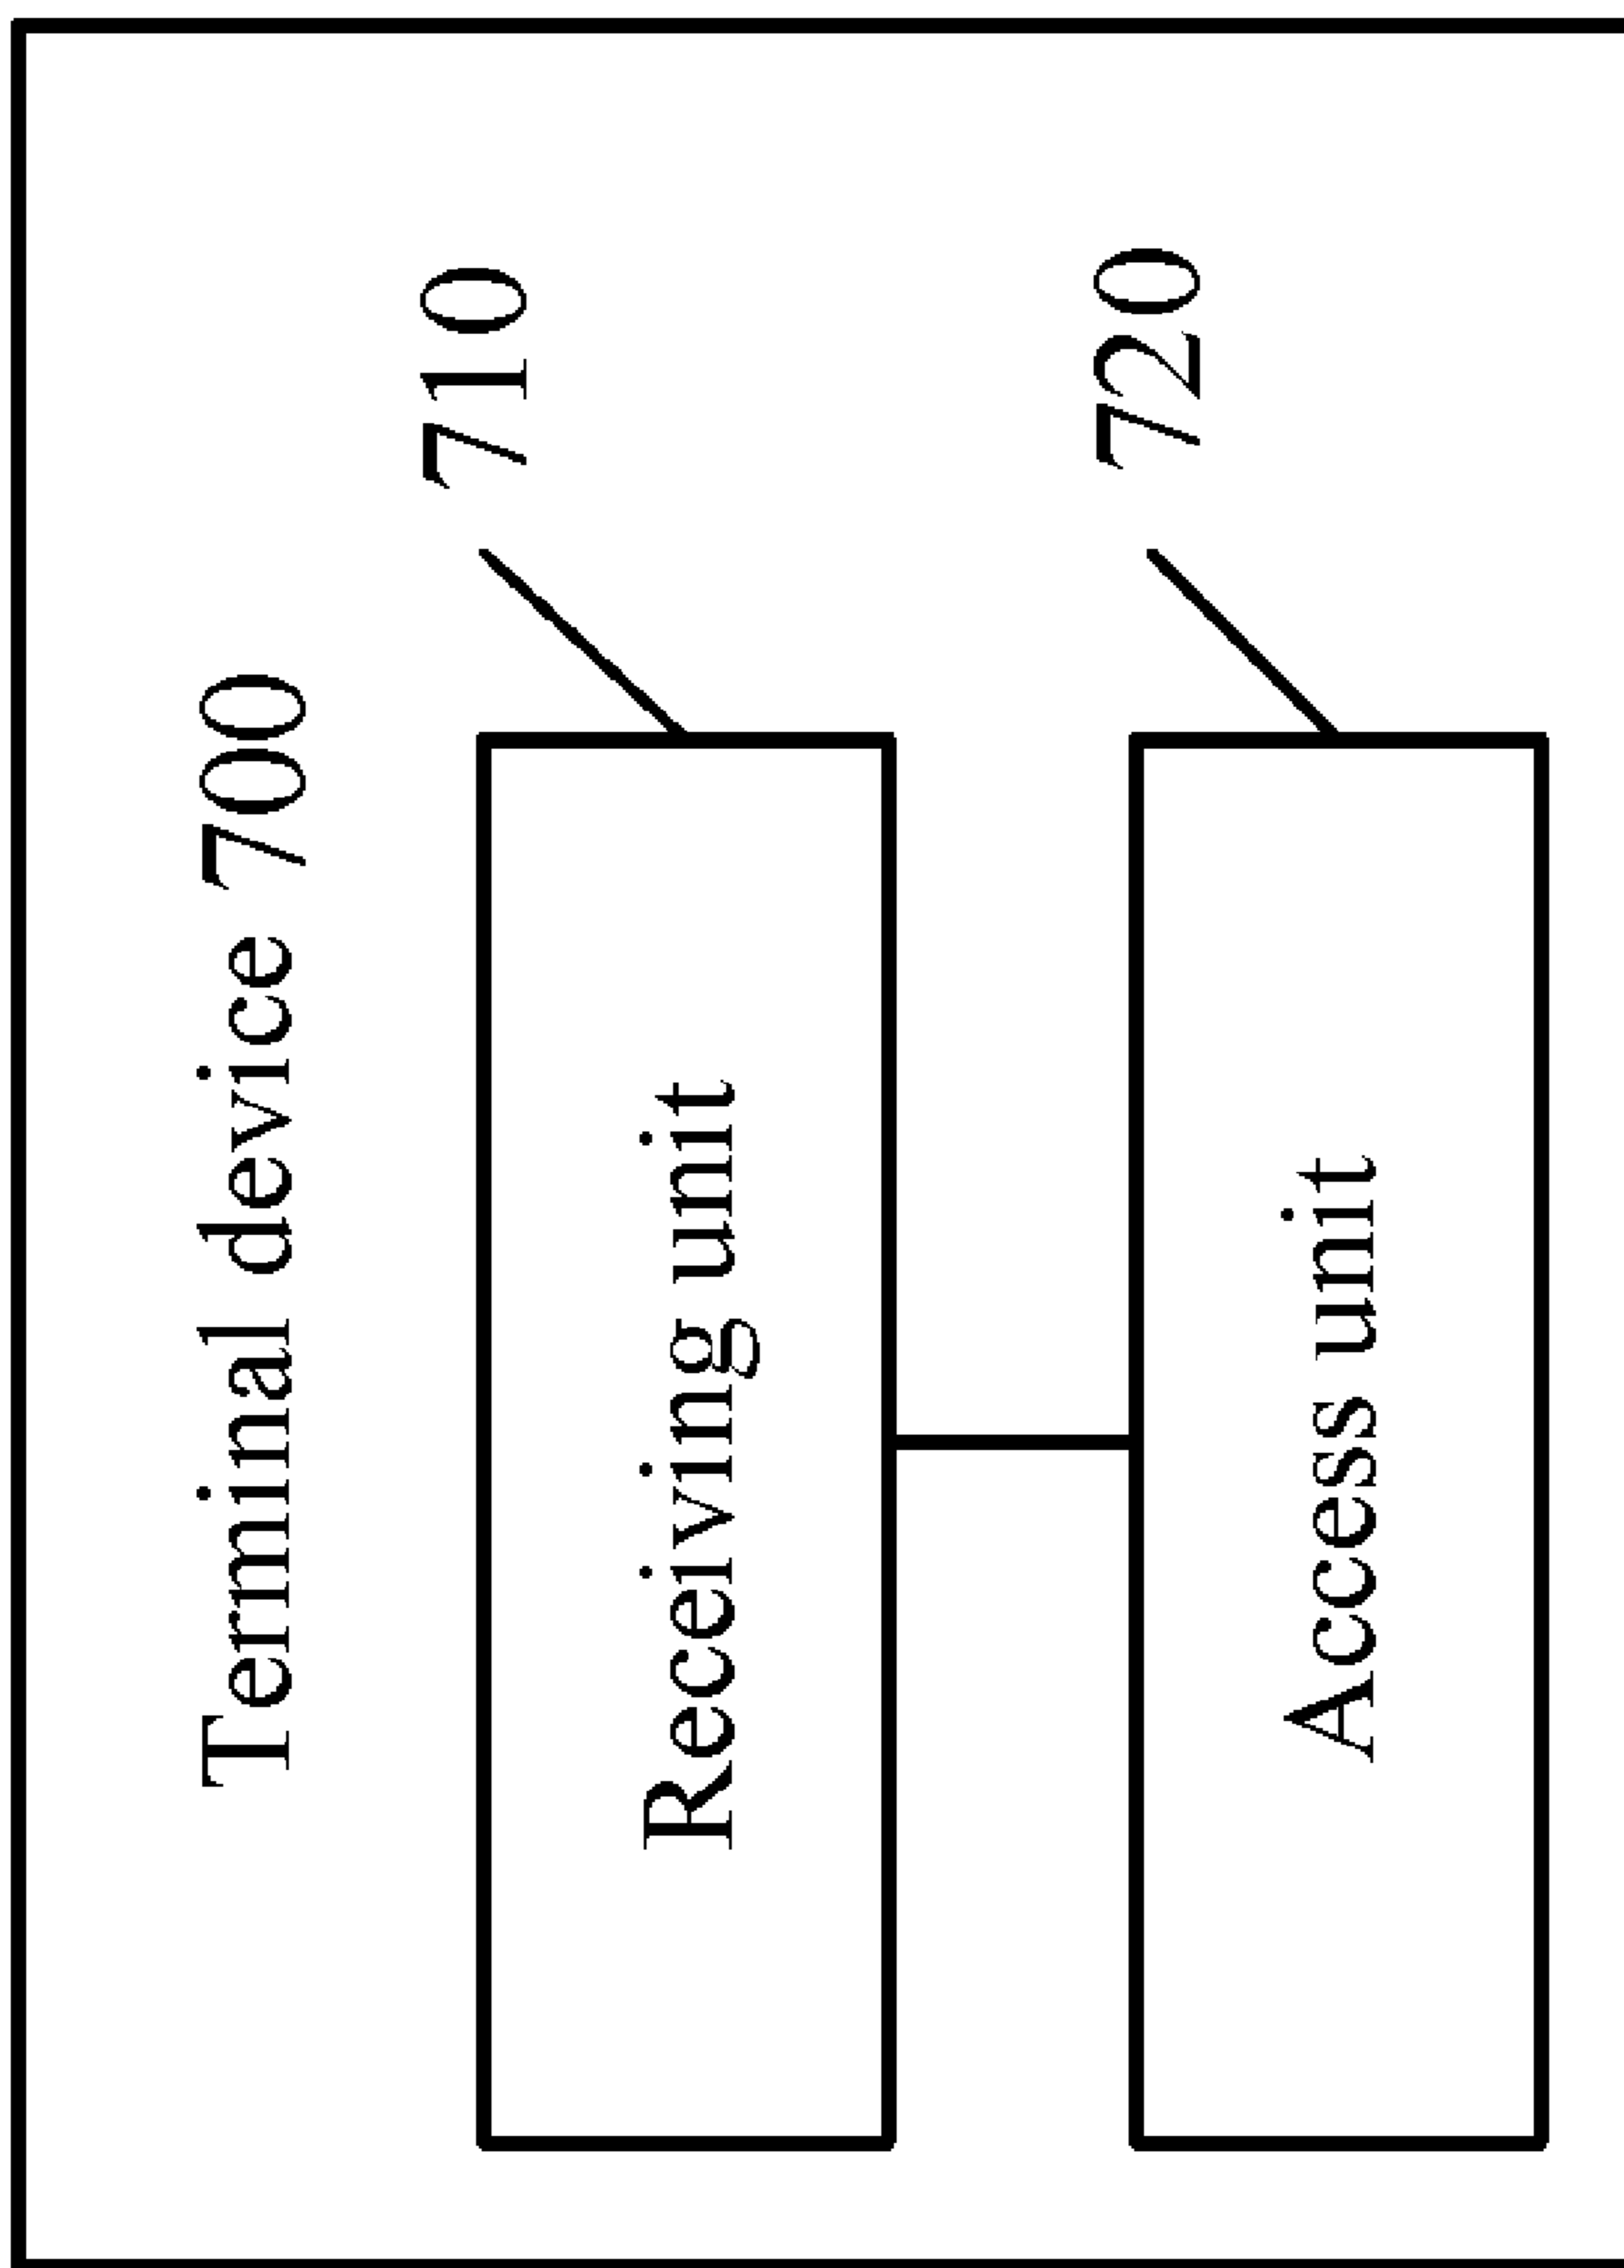 Terminal device 700
710
Receiving unit
720
Access unit